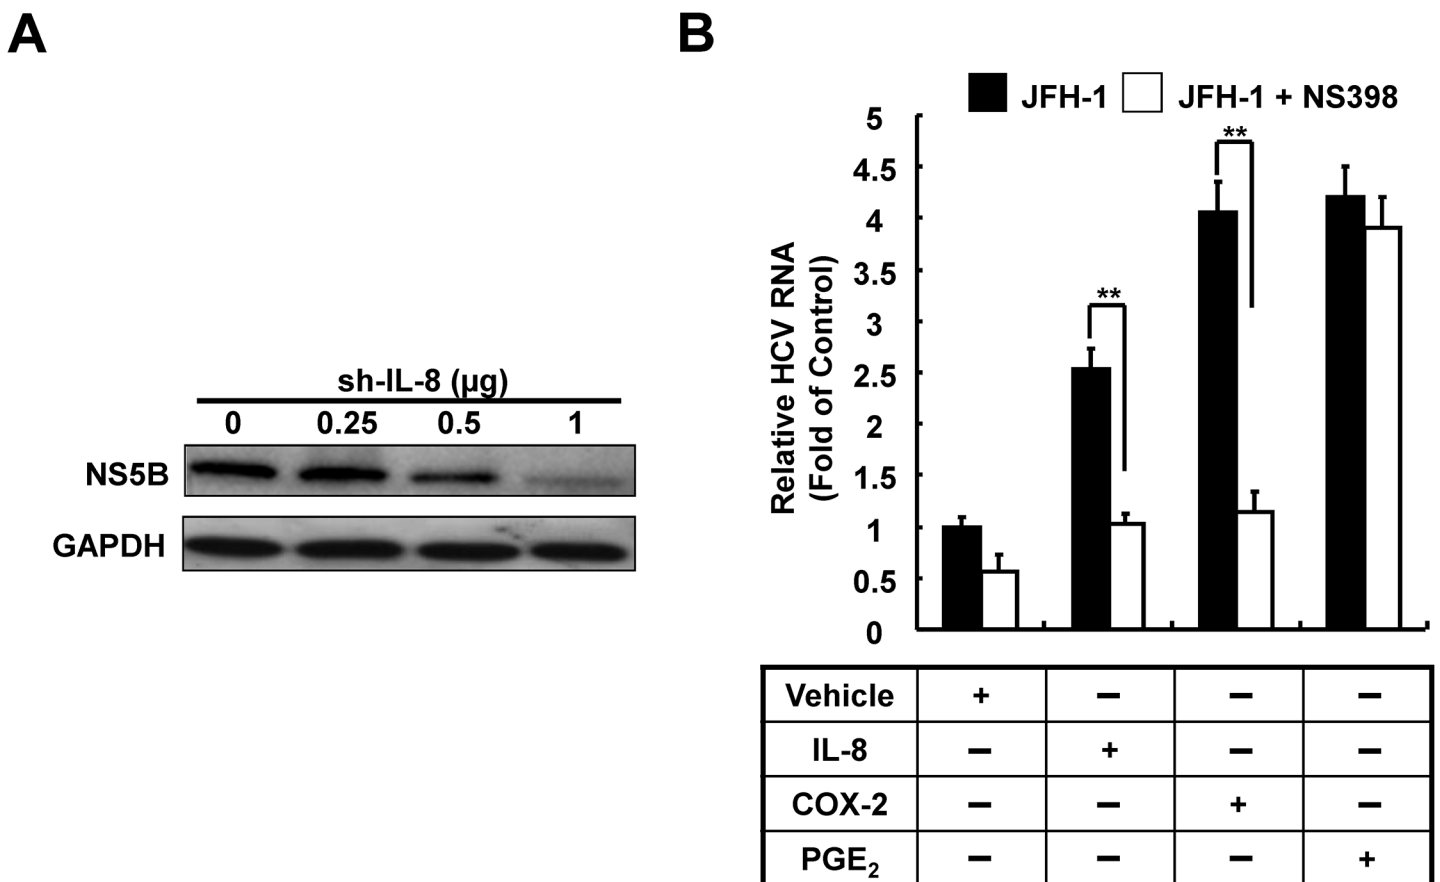 A
sh-IL-8 (µg)
0 0.25 0.5 1
NS5B
GAPDH
B
JFH-1 JFH-1 + NS398
Relative HCV RNA
(Fold of Control)
5
4.5
4
3.5
3
2.5
2
1.5
1
0.5
0
**
**
Vehicle + − − −
IL-8 − + − −
COX-2 − − + −
PGE₂ − − − +